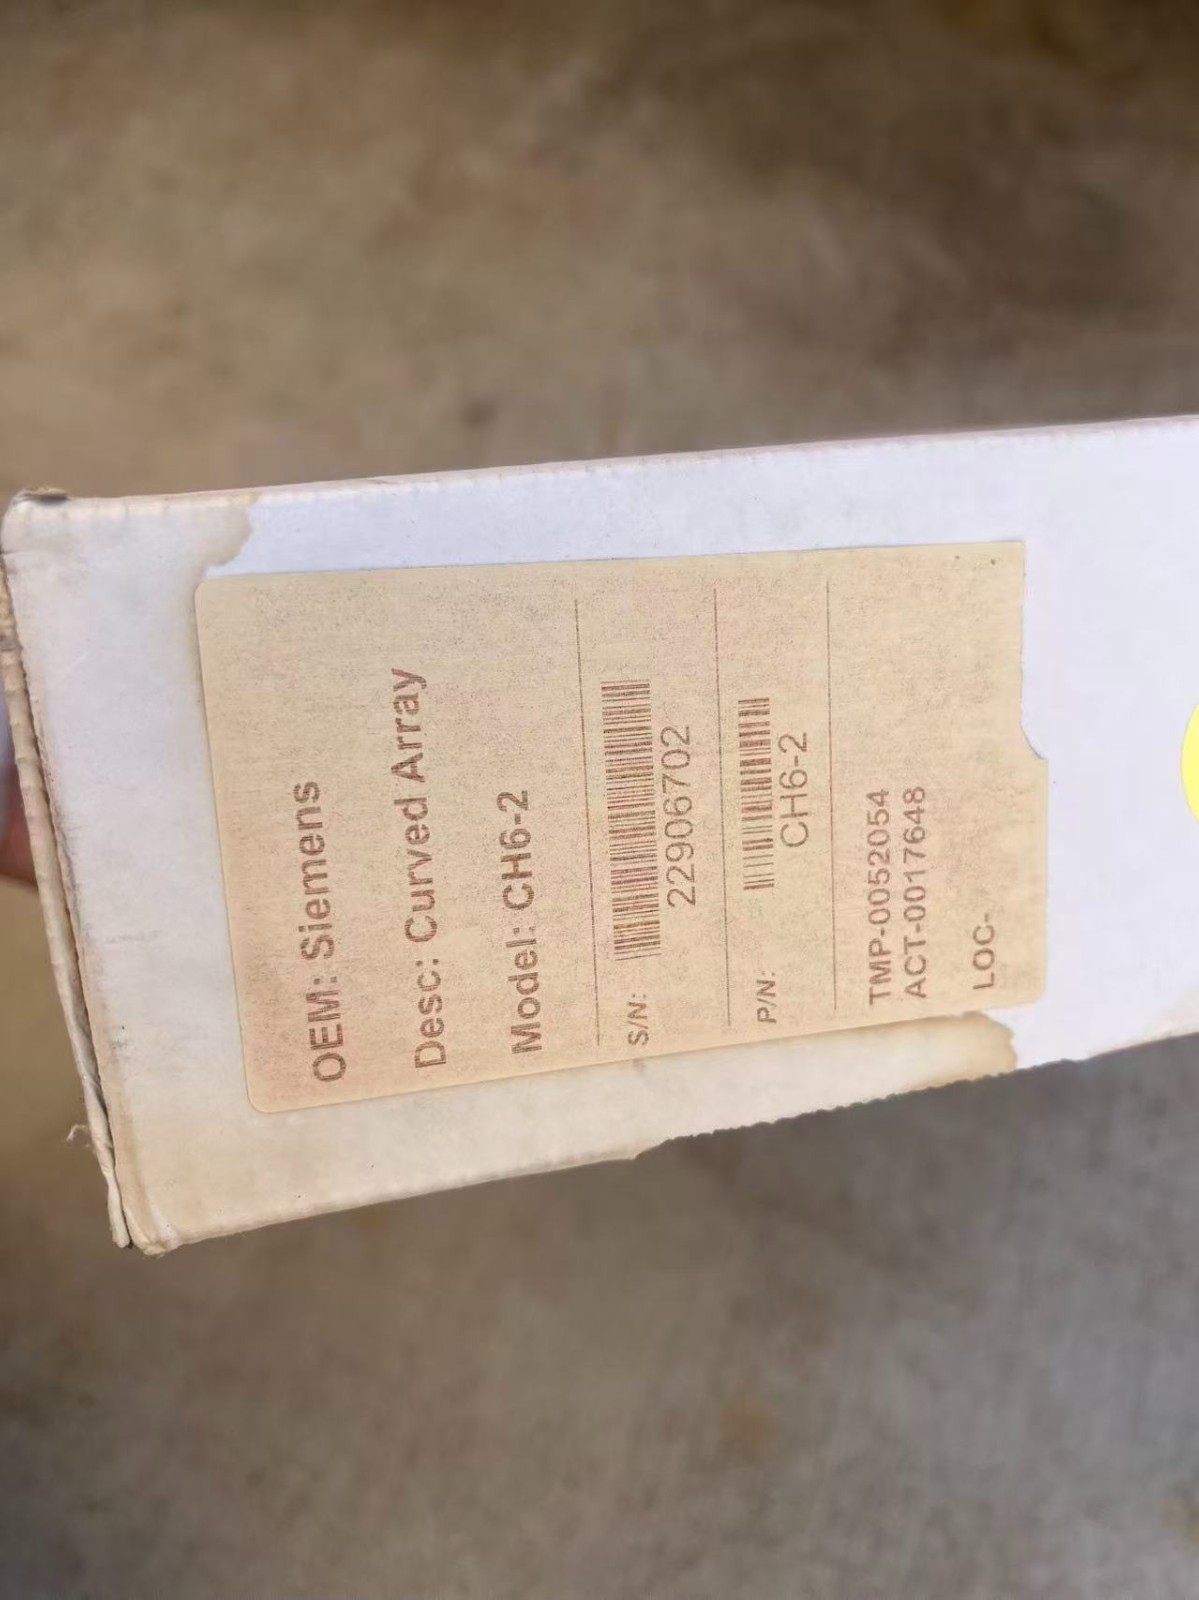 OEM: Siemens
Desc: Curved Array
Model: CH6-2
S/N:
22906702
P/N:
CH6-2
TMP-0052054
ACT-0017648
LOC-